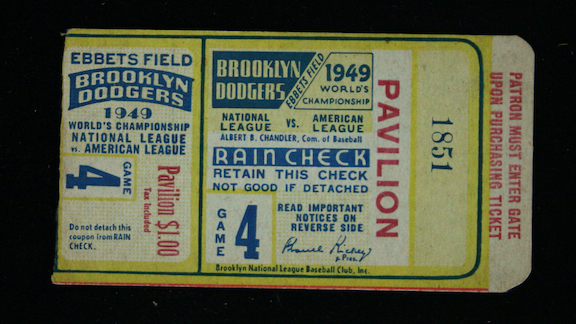 EBBETS FIELD
BROOKLYN
DODGERS
1949
WORLD'S CHAMPIONSHIP
NATIONAL LEAGUE
vs. AMERICAN LEAGUE
GAME
4
Pavilion $1.00
Tax Included
Do not detach this
coupon from RAIN
CHECK.
BROOKLYN
DODGERS
EBBETS FIELD
1949
WORLD'S
CHAMPIONSHIP
NATIONAL VS. AMERICAN
LEAGUE LEAGUE
ALBERT B. CHANDLER, Com. of Baseball
RAIN CHECK
RETAIN THIS CHECK
NOT GOOD IF DETACHED
GAME
4
READ IMPORTANT
NOTICES ON
REVERSE SIDE
Branch Rickey
Pres.
Brooklyn National League Baseball Club, Inc.
PAVILION
1851
PATRON MUST ENTER GATE
UPON PURCHASING TICKET